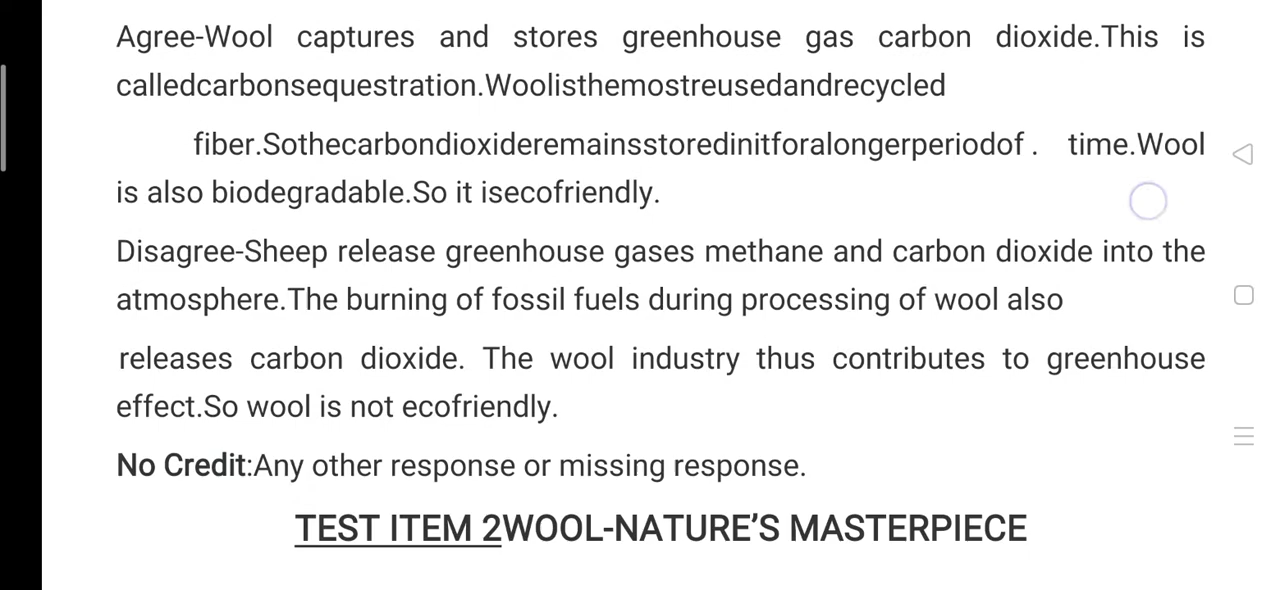 Agree-Wool captures and stores greenhouse gas carbon dioxide.This is
calledcarbonsequestration.Woolisthemostreusedandrecycled
fiber.Sothecarbondioxideremainsstoredinitforalongerperiodof . time.Wool
is also biodegradable.So it isecofriendly.
Disagree-Sheep release greenhouse gases methane and carbon dioxide into the
atmosphere.The burning of fossil fuels during processing of wool also
releases carbon dioxide. The wool industry thus contributes to greenhouse
effect.So wool is not ecofriendly.
No Credit:Any other response or missing response.
TEST ITEM 2WOOL-NATURE’S MASTERPIECE